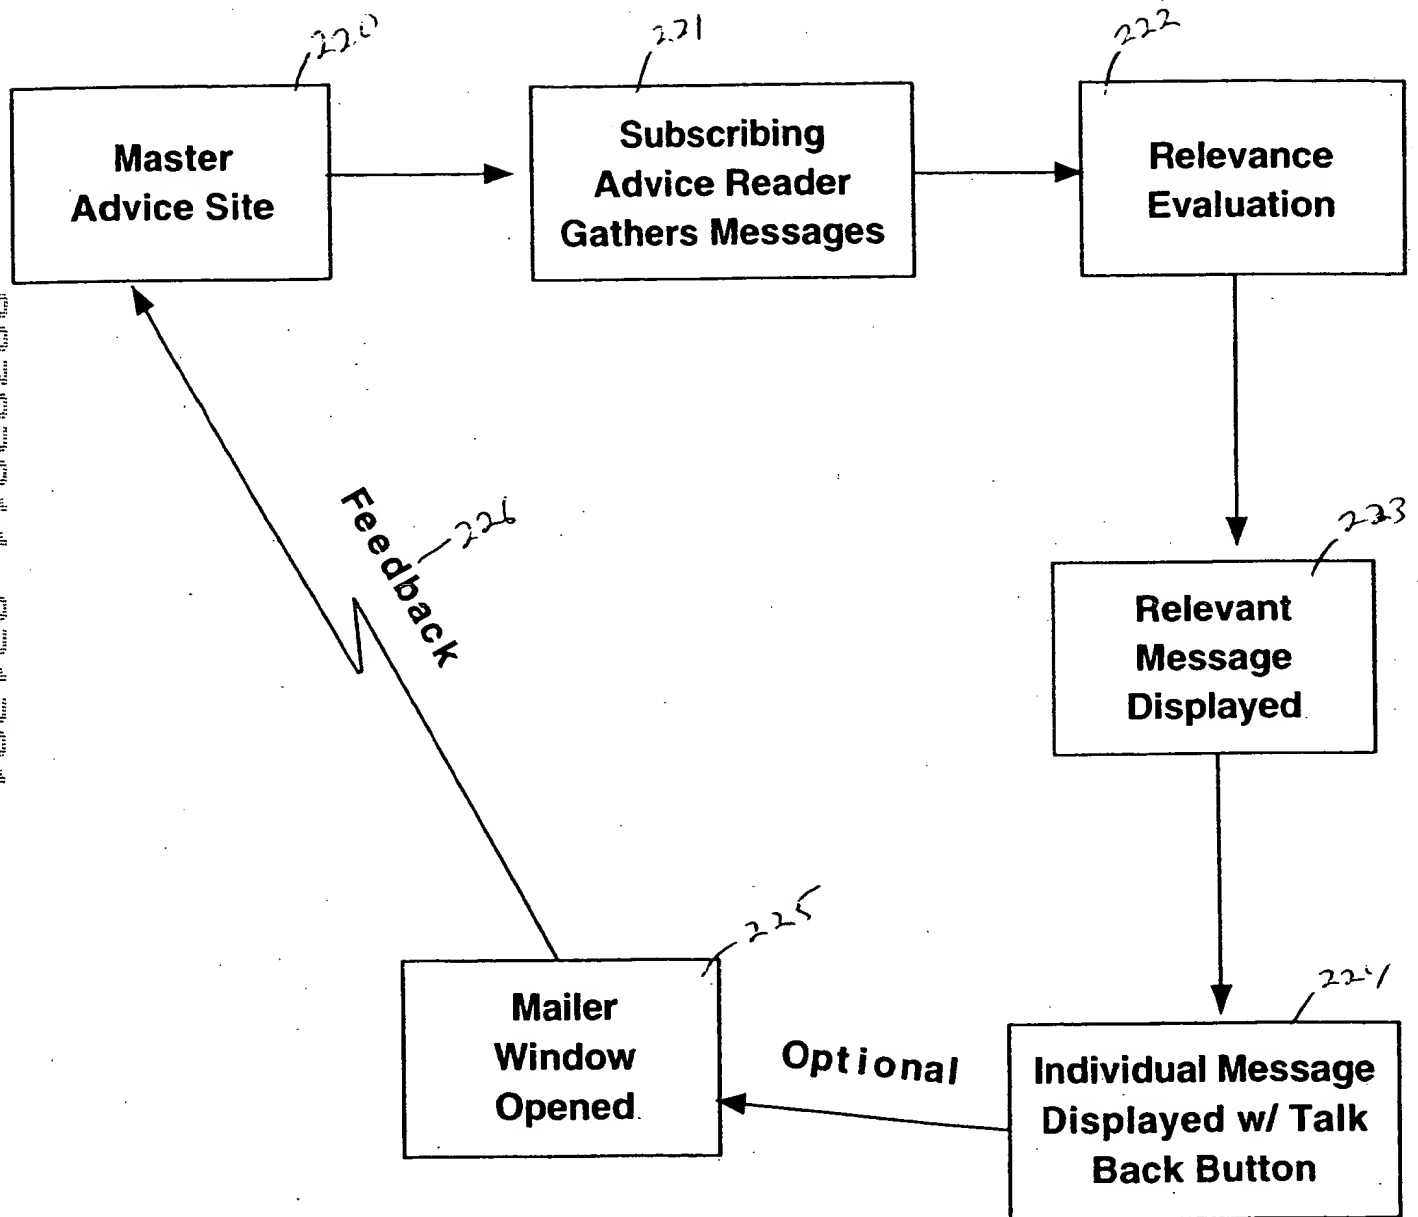 220
221
222
Master
Advice Site
Subscribing
Advice Reader
Gathers Messages
Relevance
Evaluation
Feedback
226
223
Relevant
Message
Displayed
225
224
Mailer
Window
Opened
Optional
Individual Message
Displayed w/ Talk
Back Button